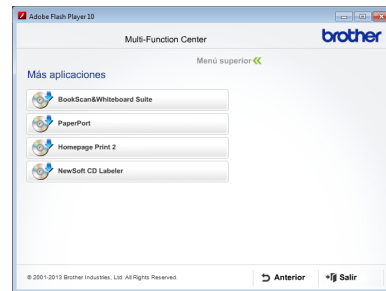 Adobe Flash Player 10
Multi-Function Center
brother
Menú superior
Más aplicaciones
BookScan&Whiteboard Suite
PaperPort
Homepage Print 2
NewSoft CD Labeler
© 2001-2013 Brother Industries, Ltd. All Rights Reserved.
Anterior
Salir